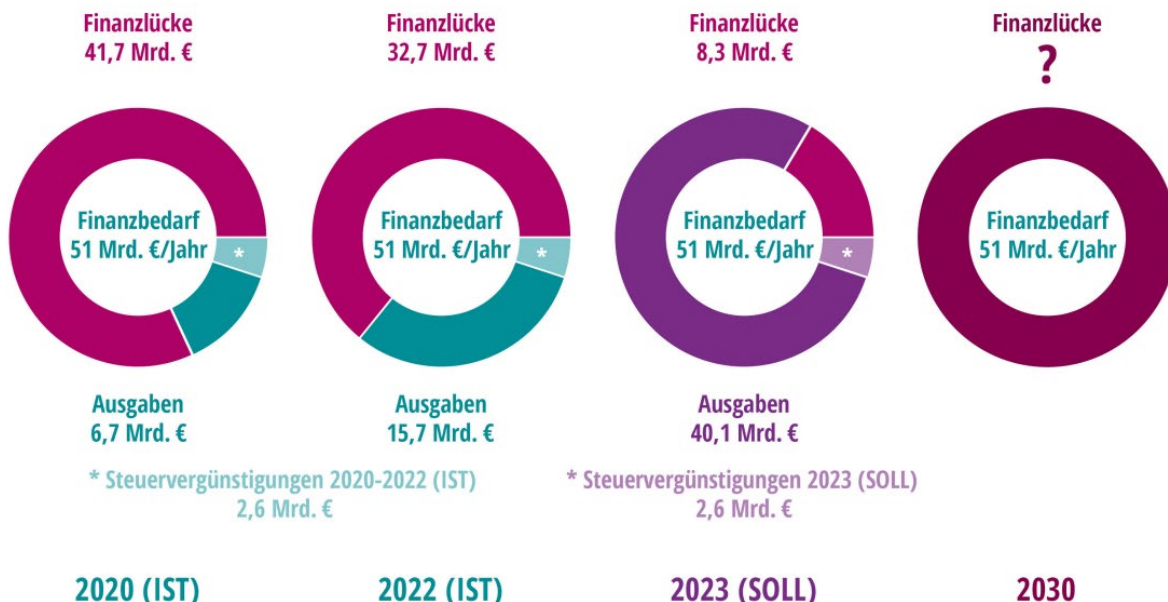 Finanzlücke
41,7 Mrd. €
Finanzlücke
32,7 Mrd. €
Finanzlücke
8,3 Mrd. €
Finanzlücke
?
Finanzbedarf
51 Mrd. €/Jahr
*
Finanzbedarf
51 Mrd. €/Jahr
*
Finanzbedarf
51 Mrd. €/Jahr
*
Finanzbedarf
51 Mrd. €/Jahr
Ausgaben
6,7 Mrd. €
Ausgaben
15,7 Mrd. €
Ausgaben
40,1 Mrd. €
* Steuervergünstigungen 2020-2022 (IST)
2,6 Mrd. €
* Steuervergünstigungen 2023 (SOLL)
2,6 Mrd. €
2020 (IST)
2022 (IST)
2023 (SOLL)
2030